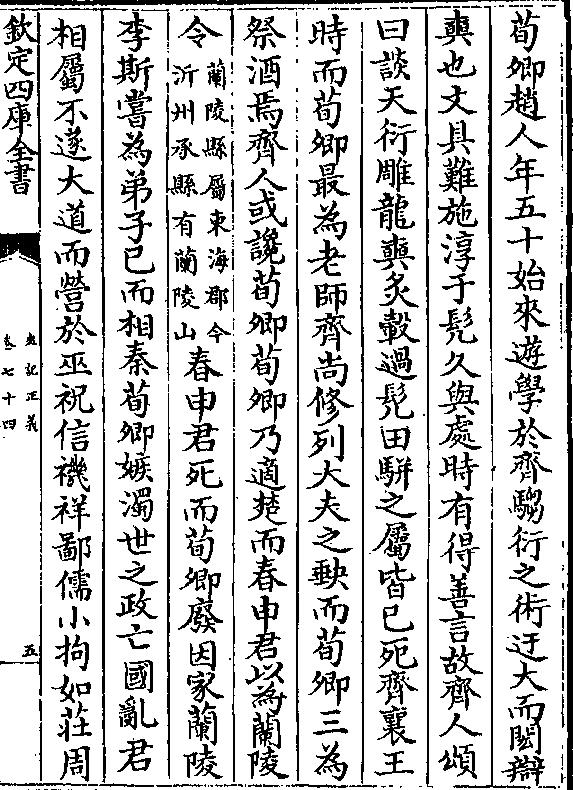 荀卿趙人年五十始來遊學於齊騶衍之術迂大而閎辯
奭也文具難施淳于髡久與處時有得善言故齊人頌
曰談天衍雕龍奭炙轂過髡田駢之屬皆已死齊襄王
時而荀卿最為老師齊尚修列大夫之缺而荀卿三為
祭酒焉齊人或讒荀卿荀卿乃適楚而春申君以為蘭陵
令
蘭陵縣屬東海郡今
沂州承縣有蘭陵山
春申君死而荀卿廢因家蘭陵
李斯嘗為弟子已而相秦荀卿嫉濁世之政亡國亂君
相屬不遂大道而營於巫祝信禨祥鄙儒小拘如莊周
欽定四庫全書
史記正義
卷七十四
五